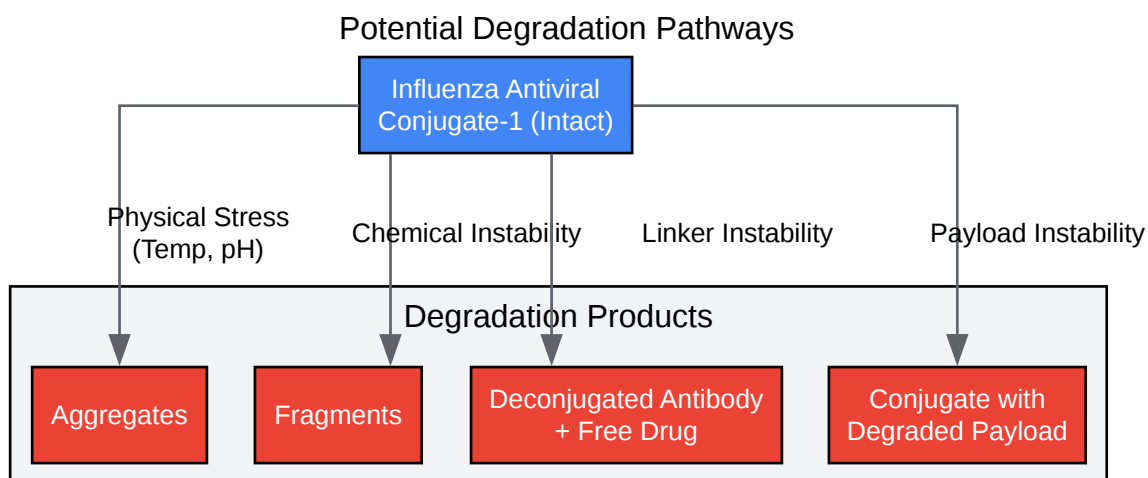 Potential Degradation Pathways
Influenza Antiviral
Conjugate-1 (Intact)
Physical Stress
(Temp, pH)
Chemical Instability
Linker Instability
Payload Instability
Degradation Products
Aggregates
Fragments
Deconjugated Antibody
+ Free Drug
Conjugate with
Degraded Payload